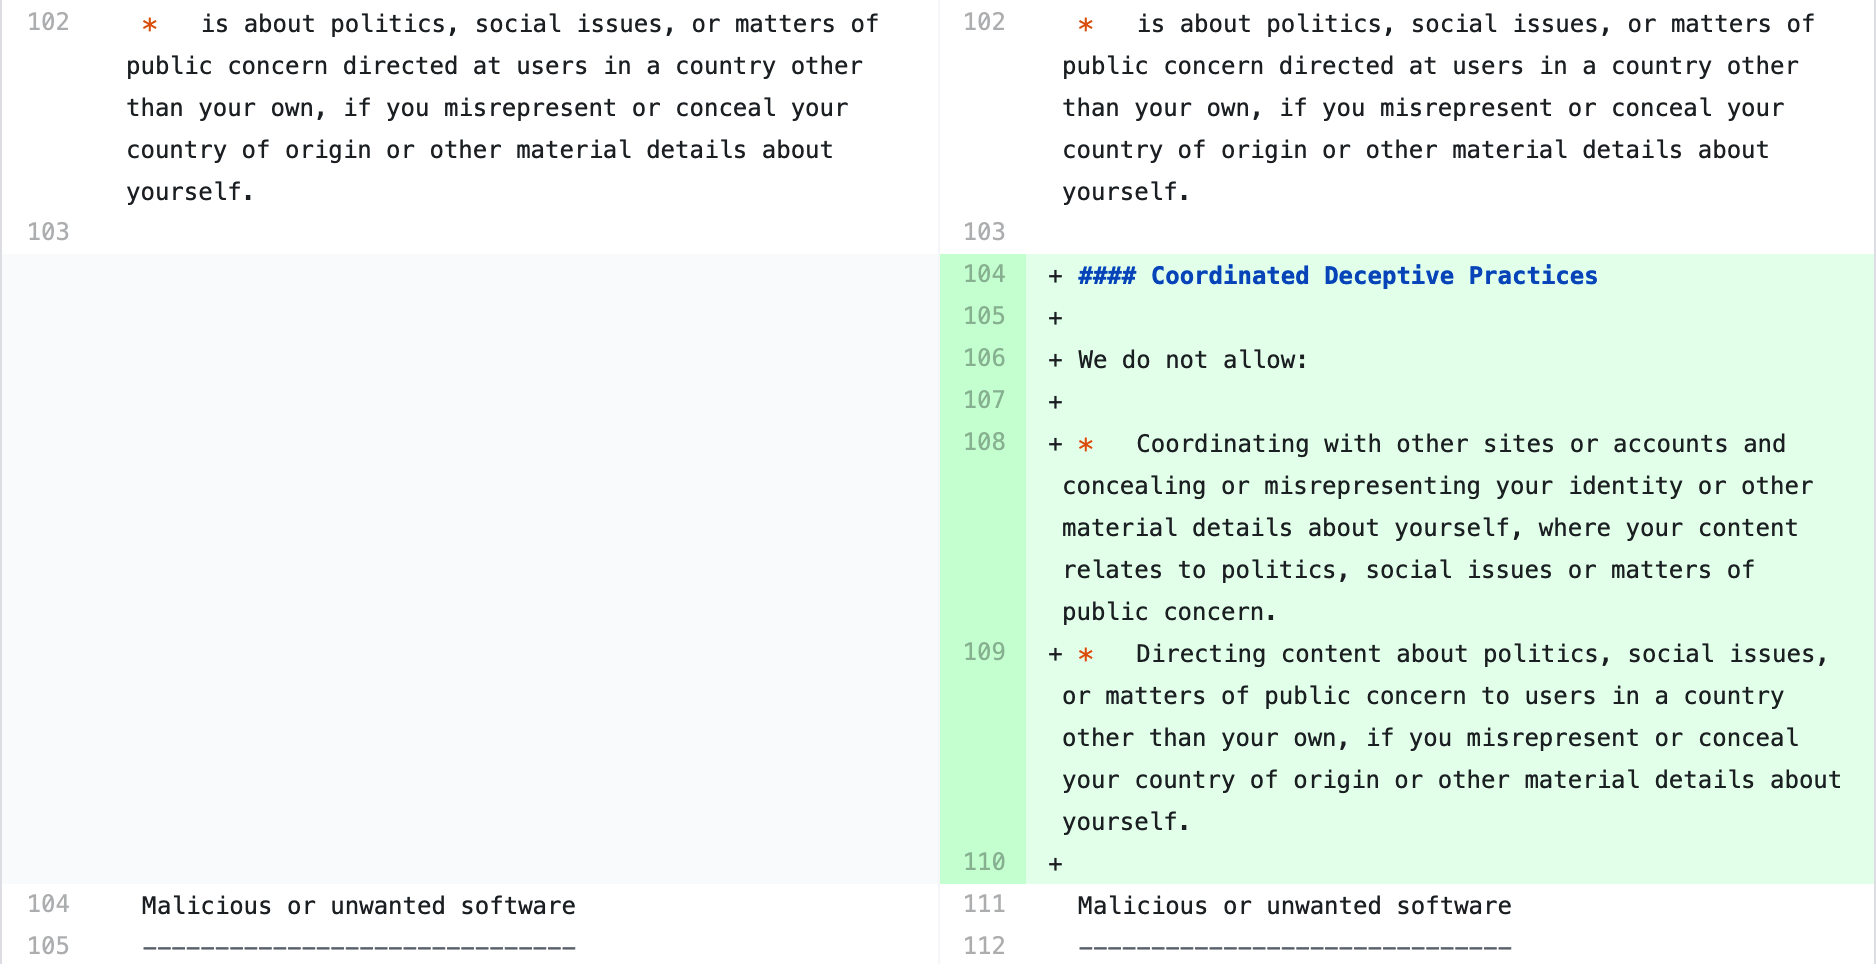 102 * is about politics, social issues, or matters of
public concern directed at users in a country other
than your own, if you misrepresent or conceal your
country of origin or other material details about
yourself.
103
104 Malicious or unwanted software
105 ------------------------------
102 * is about politics, social issues, or matters of
public concern directed at users in a country other
than your own, if you misrepresent or conceal your
country of origin or other material details about
yourself.
103
104 + #### Coordinated Deceptive Practices
105 +
106 + We do not allow:
107 +
108 + * Coordinating with other sites or accounts and
concealing or misrepresenting your identity or other
material details about yourself, where your content
relates to politics, social issues or matters of
public concern.
109 + * Directing content about politics, social issues,
or matters of public concern to users in a country
other than your own, if you misrepresent or conceal
your country of origin or other material details about
yourself.
110 +
111 Malicious or unwanted software
112 ------------------------------